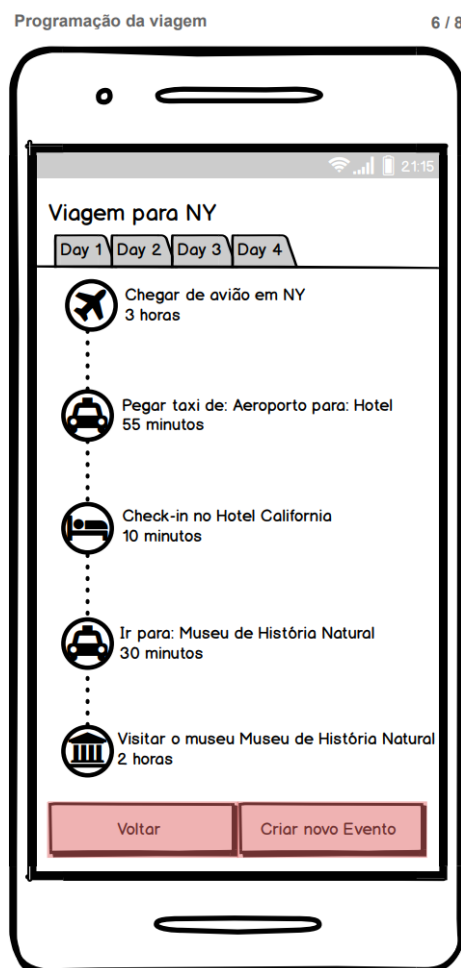 Programação da viagem
6 / 8
21:15
Viagem para NY
Day 1 Day 2 Day 3 Day 4
Chegar de avião em NY
3 horas
Pegar taxi de: Aeroporto para: Hotel
55 minutos
Check-in no Hotel California
10 minutos
Ir para: Museu de História Natural
30 minutos
Visitar o museu Museu de História Natural
2 horas
Voltar
Criar novo Evento